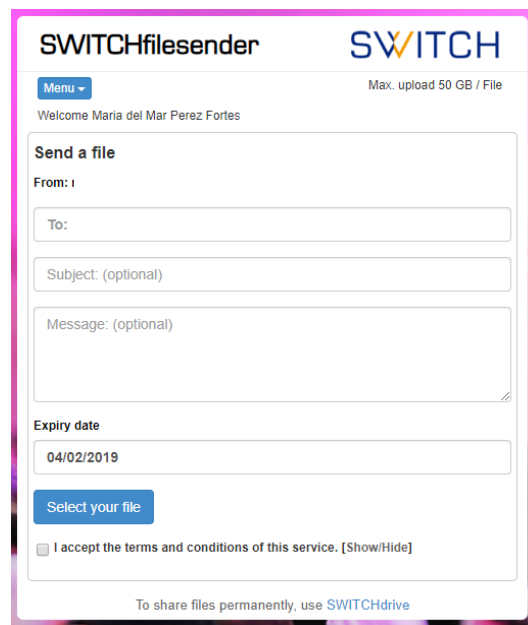 SWITCHfilesender SWITCH
Menu Max. upload 50 GB / File
Welcome Maria del Mar Perez Fortes
Send a file
From:
To:
Subject: (optional)
Message: (optional)
Expiry date
04/02/2019
Select your file
I accept the terms and conditions of this service. [Show/Hide]
To share files permanently, use SWITCHdrive